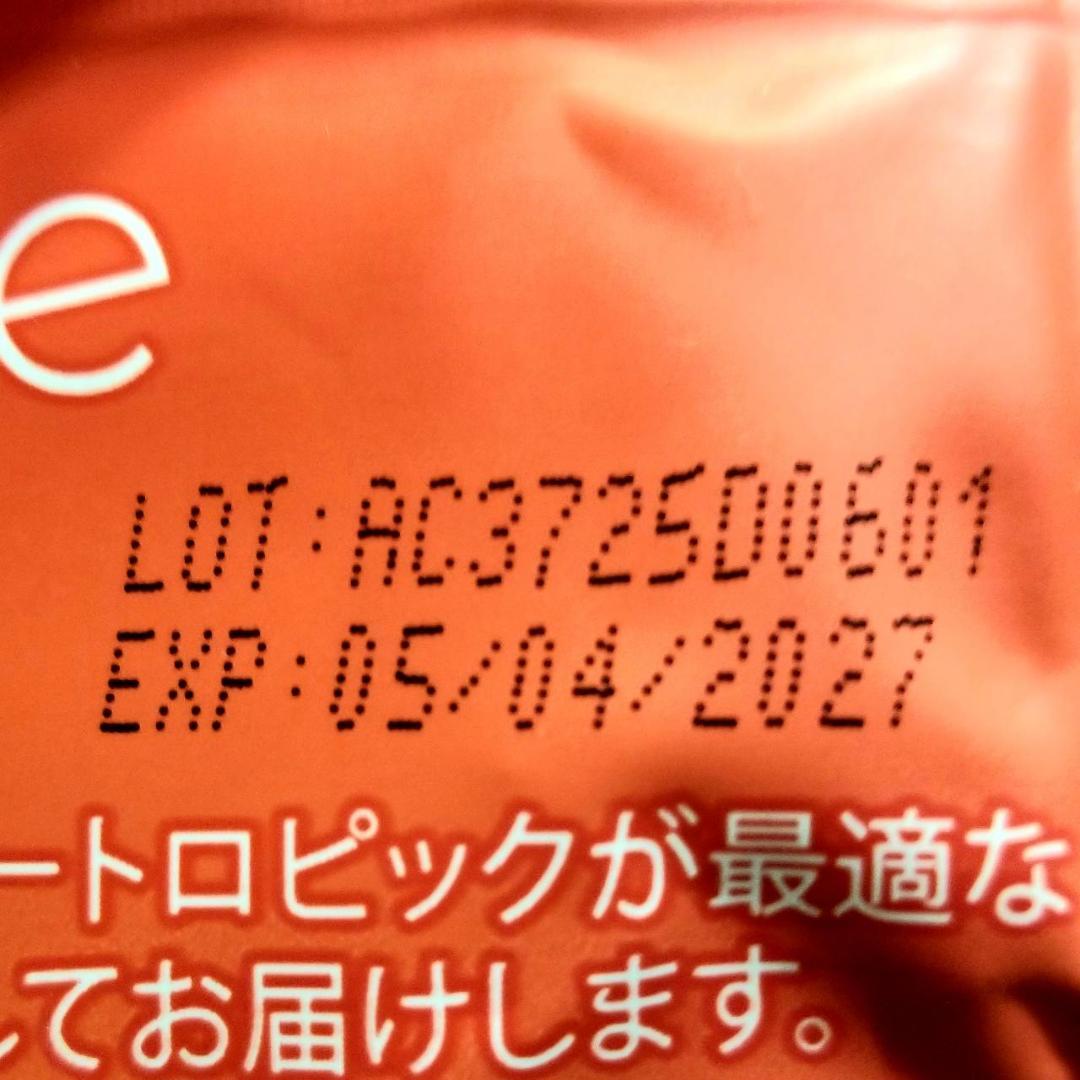 e
LOT:AC3725D0601
EXP:05/04/2027
ートロピックが最適な
してお届けします。